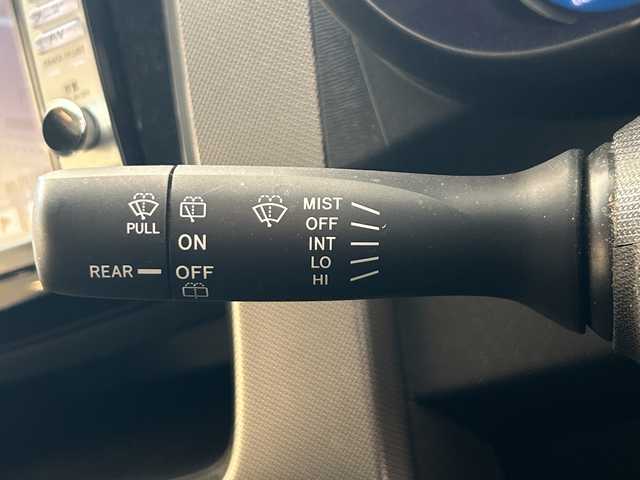 PULL
REAR
ON
OFF
MIST
OFF
INT
LO
HI